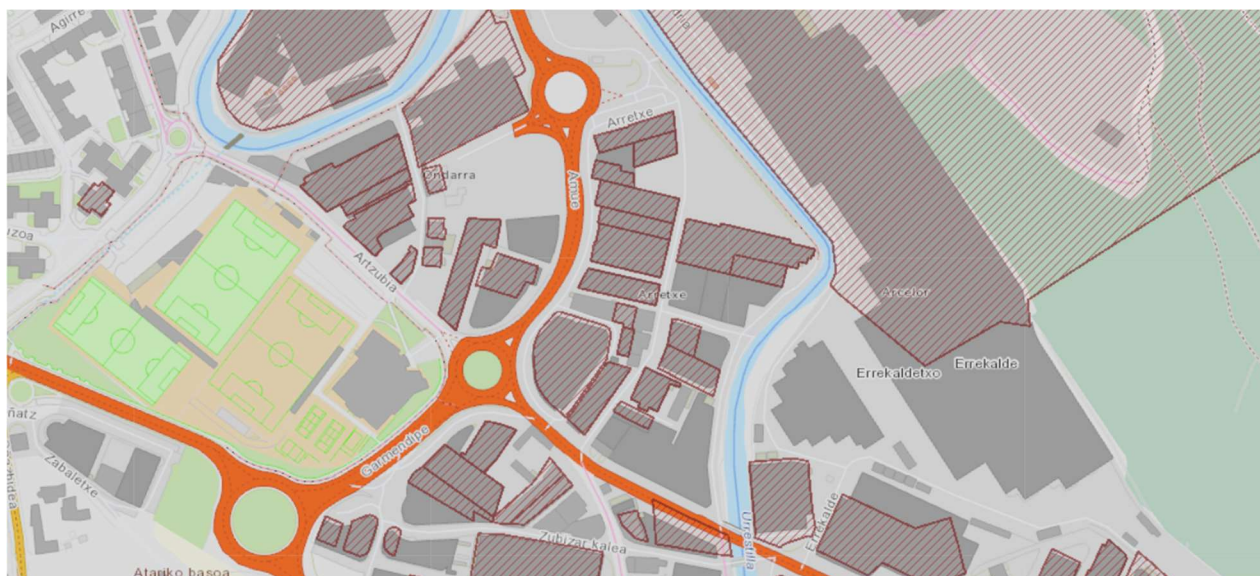 Agirre
Arretxe
Ondarra
Amue
Artzubia
Arretxe
Arcelor
Errekaldetxo
Errekalde
Garmendipe
Zabaletxe
Errekalde
Zubizar kalea
Urrestilla
Atariko basoa